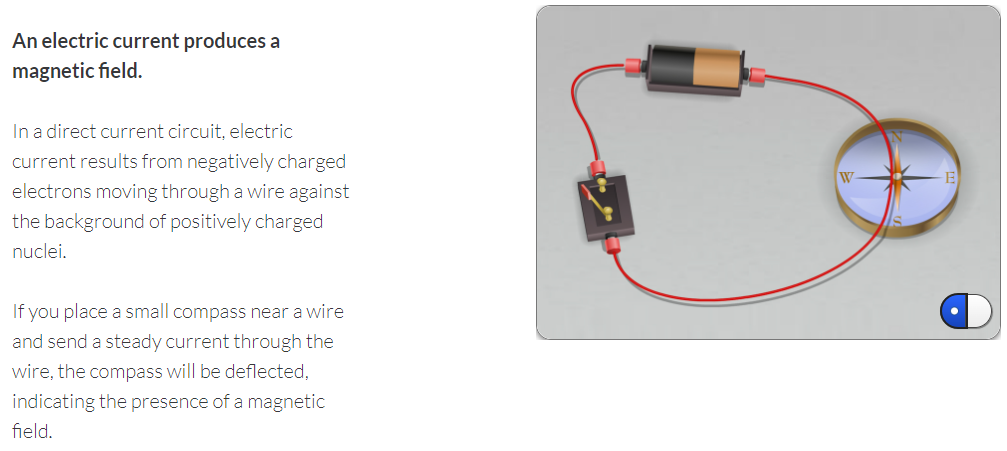 An electric current produces a
magnetic field.
In a direct current circuit, electric
current results from negatively charged
electrons moving through a wire against
the background of positively charged
nuclei.
If you place a small compass near a wire
and send a steady current through the
wire, the compass will be deflected,
indicating the presence of a magnetic
field.
N
W E
S